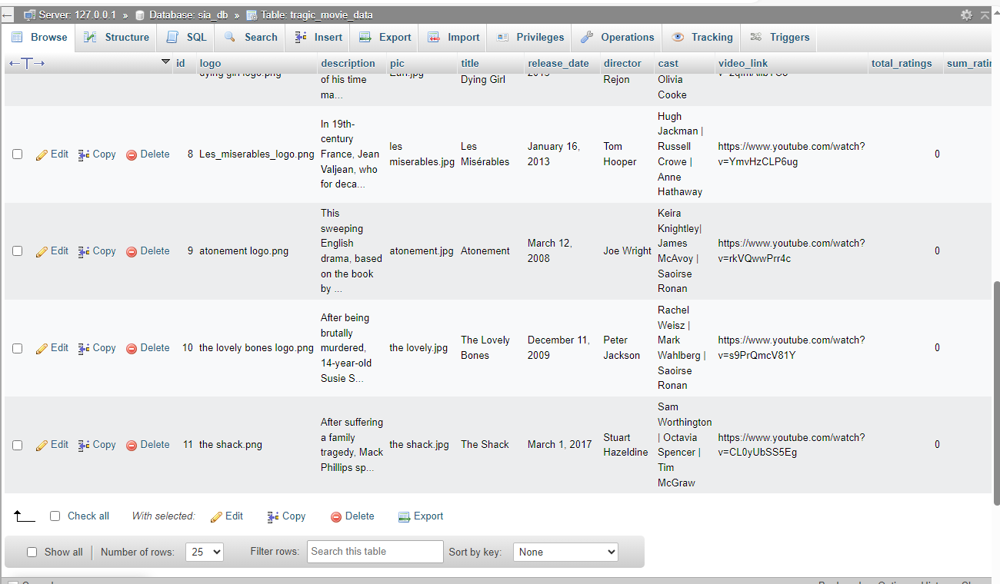 Server: 127.0.0.1 » Database: sia_db » Table: tragic_movie_data
Browse Structure SQL Search Insert Export Import Privileges Operations Tracking Triggers
id logo description pic title release_date director cast video_link total_ratings
dying girl logo.png of his time ma... Dying Girl Rejon Olivia Cooke
Edit Copy Delete 8 Les_miserables_logo.png In 19th-century France, Jean Valjean, who for deca... les miserables.jpg Les Misérables January 16, 2013 Tom Hooper Hugh Jackman | Russell Crowe | Anne Hathaway https://www.youtube.com/watch?v=YmvHzCLP6ug 0
Edit Copy Delete 9 atonement logo.png This sweeping English drama, based on the book by ... atonement.jpg Atonement March 12, 2008 Joe Wright Keira Knightley| James McAvoy | Saoirse Ronan https://www.youtube.com/watch?v=rkVQwwPrr4c 0
Edit Copy Delete 10 the lovely bones logo.png After being brutally murdered, 14-year-old Susie S... the lovely.jpg The Lovely Bones December 11, 2009 Peter Jackson Rachel Weisz | Mark Wahlberg | Saoirse Ronan https://www.youtube.com/watch?v=s9PrQmcV81Y 0
Edit Copy Delete 11 the shack.png After suffering a family tragedy, Mack Phillips sp... the shack.jpg The Shack March 1, 2017 Stuart Hazeldine Sam Worthington | Octavia Spencer | Tim McGraw https://www.youtube.com/watch?v=CL0yUbSS5Eg 0
Check all With selected: Edit Copy Delete Export
Show all Number of rows: 25 Filter rows: Search this table Sort by key: None